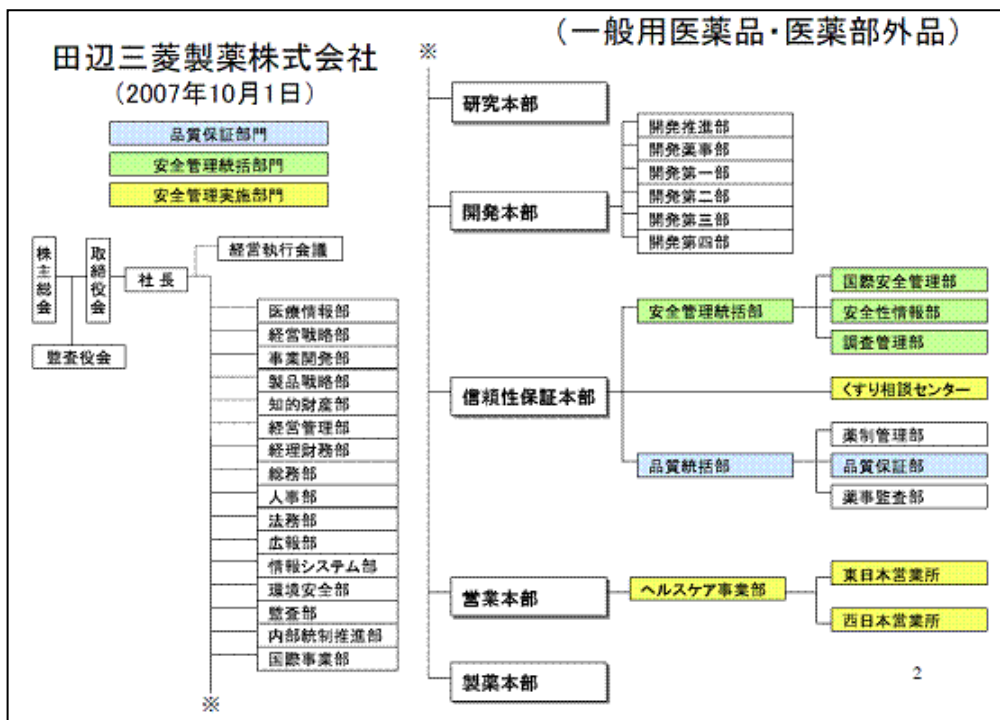 田辺三菱製薬株式会社
(2007年10月1日)
(一般用医薬品・医薬部外品)
品質保証部門
安全管理統括部門
安全管理実施部門
株主総会
取締役会
監査役会
社長
経営執行会議
医療情報部
経営戦略部
事業開発部
製品戦略部
知的財産部
経営管理部
経理財務部
総務部
人事部
法務部
広報部
情報システム部
環境安全部
監査部
内部統制推進部
国際事業部
※
※
研究本部
開発本部
開発推進部
開発薬事部
開発第一部
開発第二部
開発第三部
開発第四部
信頼性保証本部
安全管理統括部
国際安全管理部
安全性情報部
調査管理部
くすり相談センター
品質統括部
薬制管理部
品質保証部
薬事監査部
営業本部
ヘルスケア事業部
東日本営業所
西日本営業所
製薬本部
2